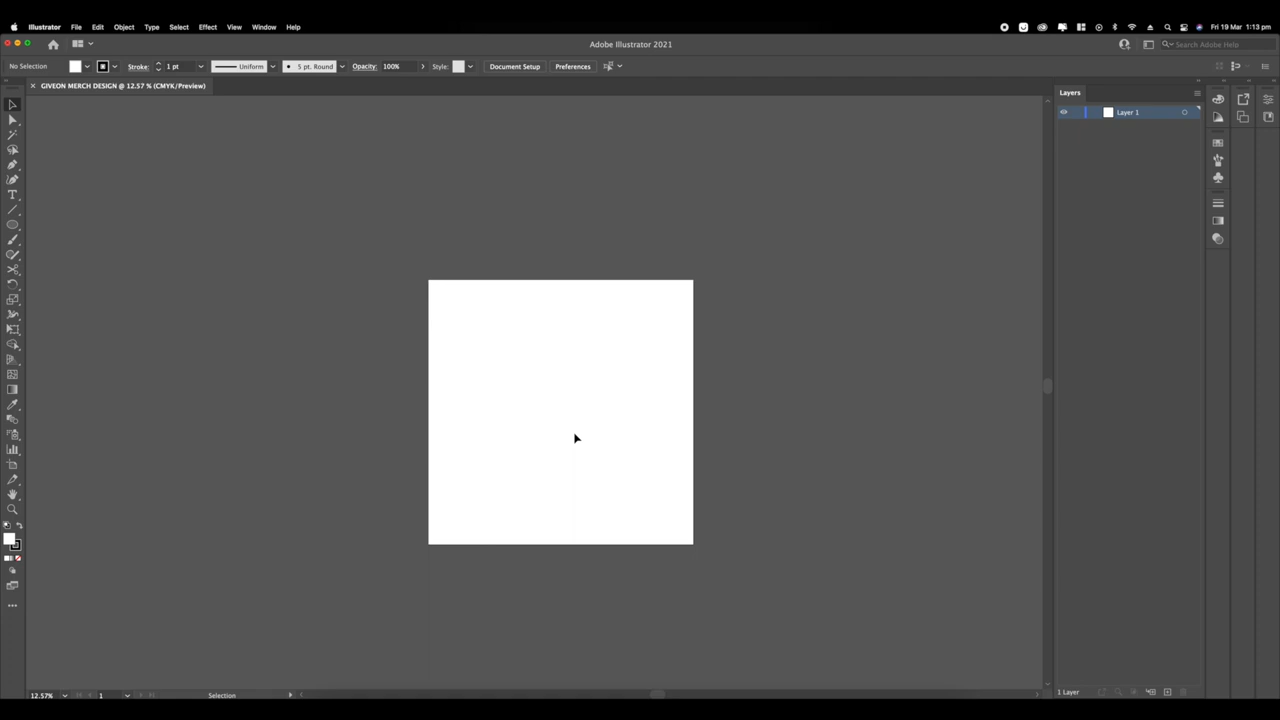 Illustrator File Edit Object Type Select Effect View Window Help Fri 19 Mar 1:13 pm
Adobe Illustrator 2021 Search Adobe Help
No Selection Stroke: 1 pt Uniform 5 pt. Round Opacity: 100% Style: Document Setup Preferences
GIVEON MERCH DESIGN @ 12.57 % (CMYK/Preview)
Layers
Layer 1
12.57% 1 Selection 1 Layer